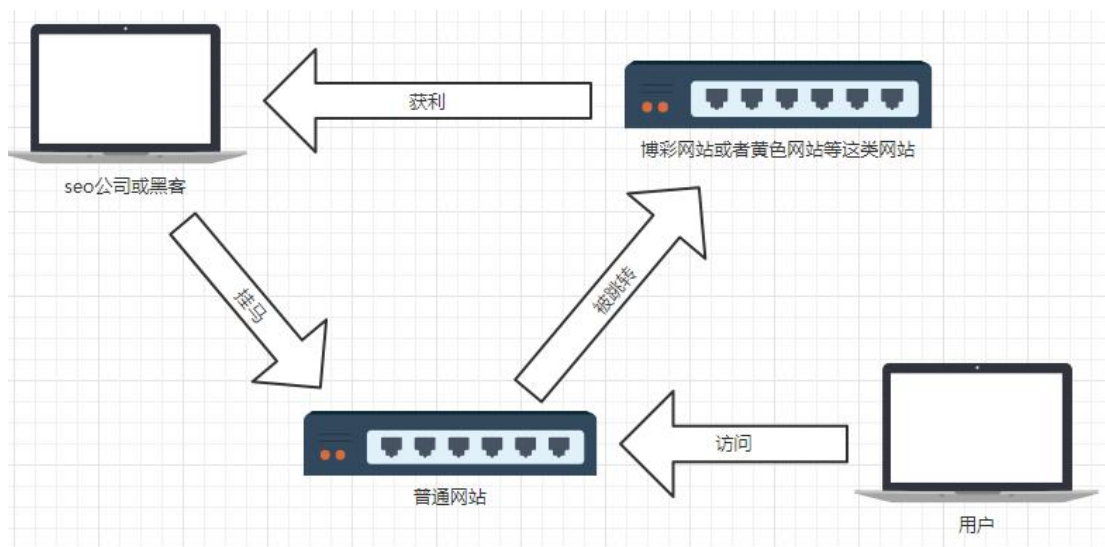 获利
博彩网站或者黄色网站等这类网站
seo公司或黑客
挂马
被跳转
访问
普通网站
用户